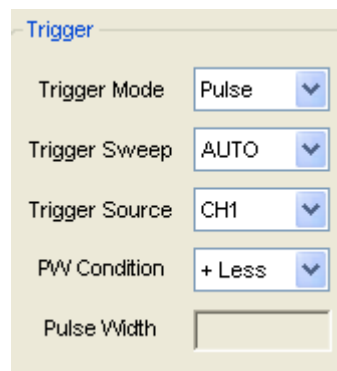 Trigger
Trigger Mode Pulse
Trigger Sweep AUTO
Trigger Source CH1
PW Condition + Less
Pulse Width